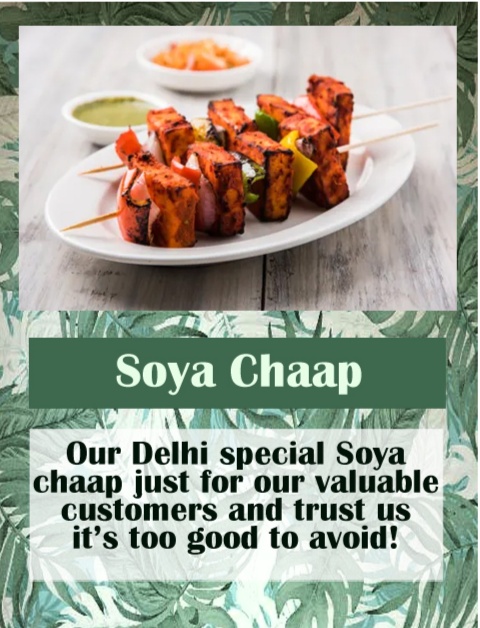 Soya Chaap
Our Delhi special Soya
chaap just for our valuable
customers and trust us
it's too good to avoid!